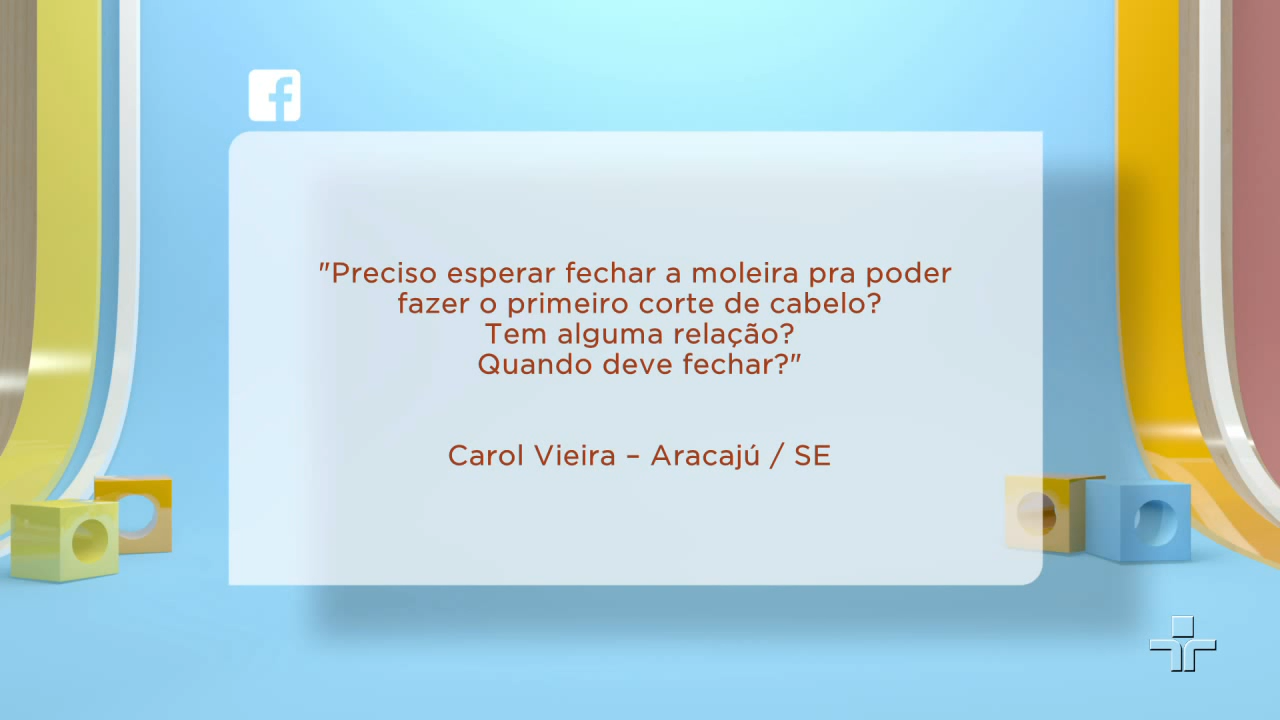 "Preciso esperar fechar a moleira pra poder
fazer o primeiro corte de cabelo?
Tem alguma relação?
Quando deve fechar?"
Carol Vieira – Aracajú / SE